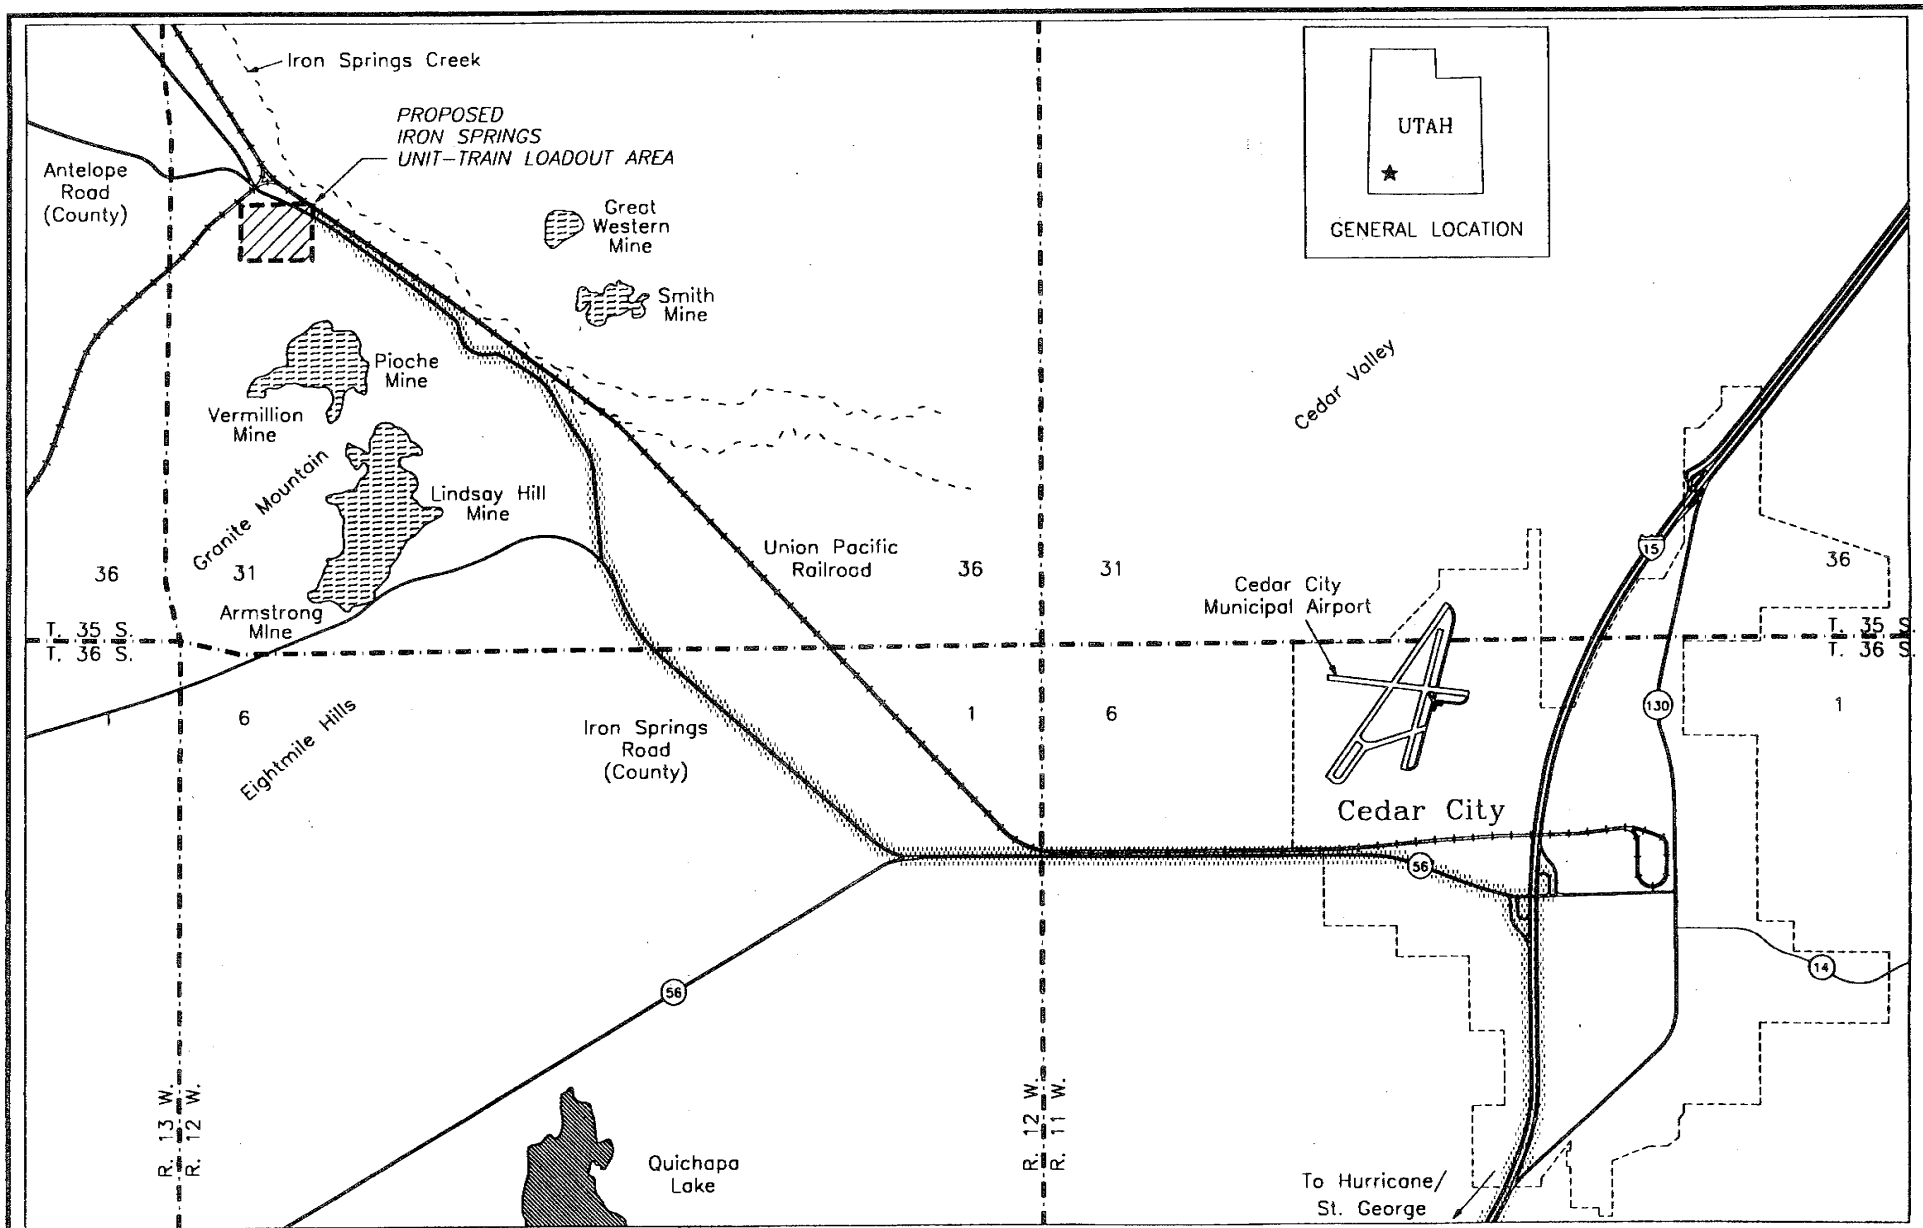 Iron Springs Creek
PROPOSED
IRON SPRINGS
UNIT-TRAIN LOADOUT AREA
UTAH
GENERAL LOCATION
Antelope
Road
(County)
Great
Western
Mine
Smith
Mine
Pioche
Mine
Vermillion
Mine
Cedar Valley
Granite Mountain
Lindsay Hill
Mine
Union Pacific
Railroad
15
36
31
36
31
36
Cedar City
Municipal Airport
Armstrong
MIne
T. 35 S.
T. 36 S.
T. 35 S.
T. 36 S.
1
6
1
6
130
1
Eightmile Hills
Iron Springs
Road
(County)
Cedar City
56
56
14
R. 13 W.
R. 12 W.
R. 12 W.
R. 11 W.
Quichapa
Lake
To Hurricane/
St. George